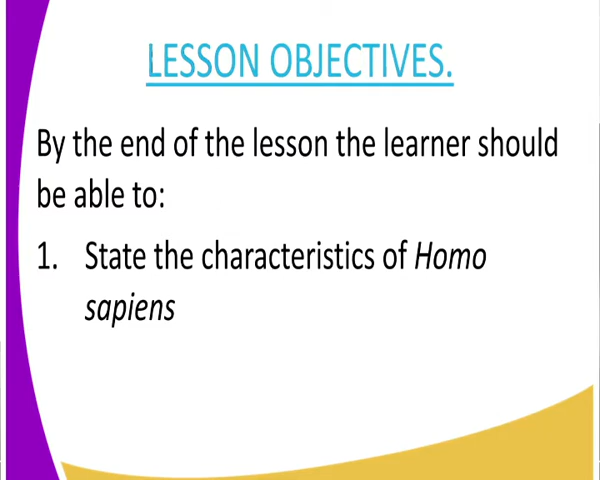 LESSON OBJECTIVES.
By the end of the lesson the learner should
be able to:
1. State the characteristics of Homo
sapiens